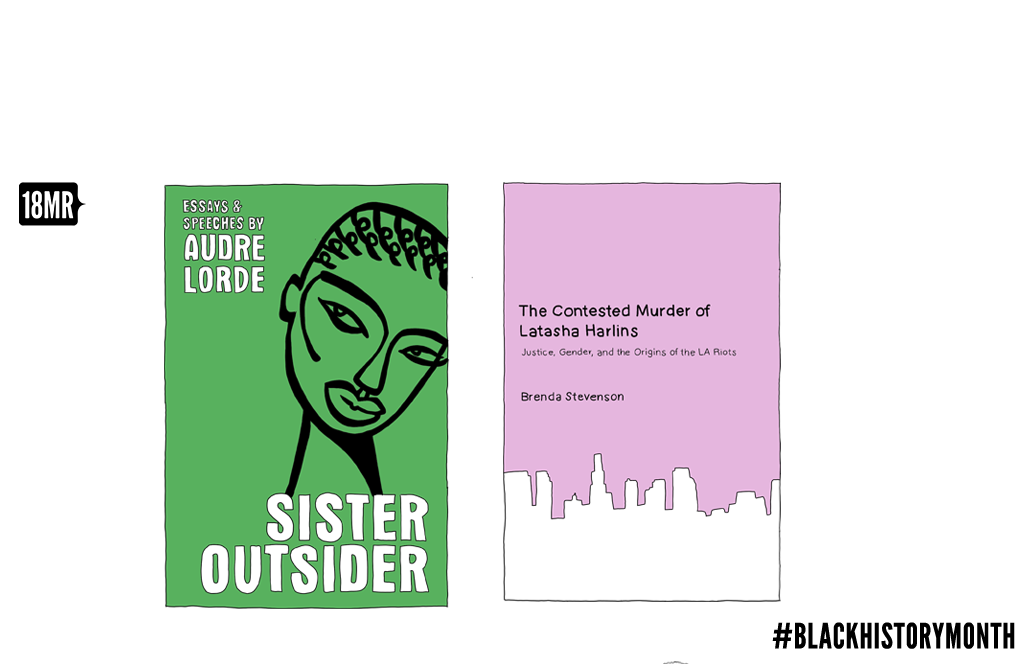 18MR
ESSAYS &
SPEECHES BY
AUDRE
LORDE
SISTER
OUTSIDER
The Contested Murder of
Latasha Harlins
Justice, Gender, and the Origins of the LA Riots
Brenda Stevenson
#BLACKHISTORYMONTH